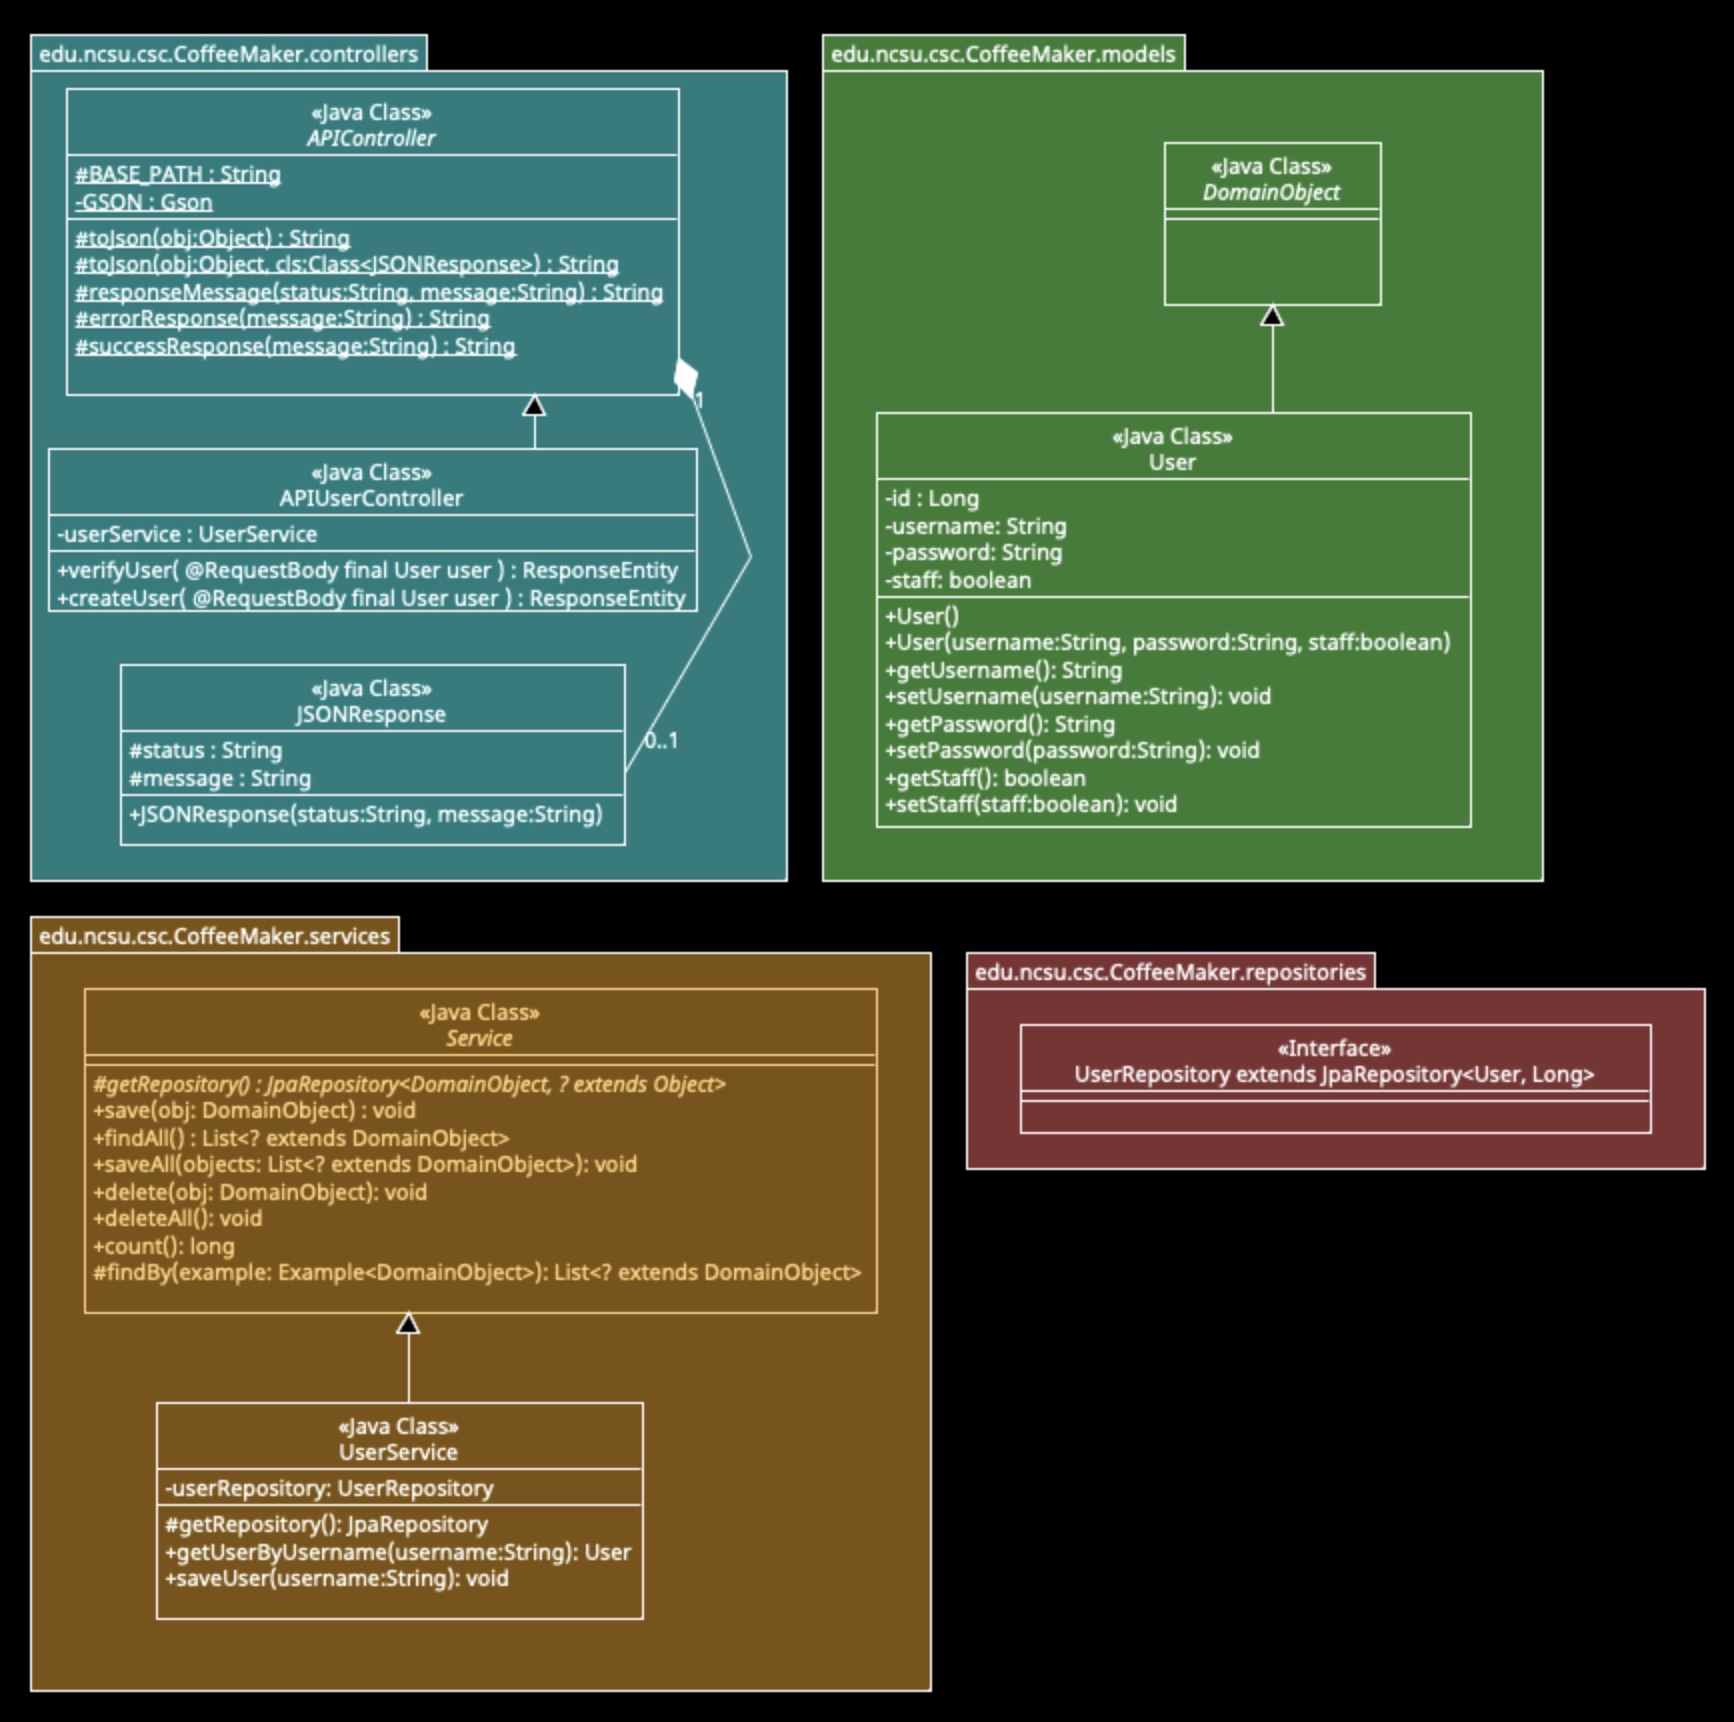 edu.ncsu.csc.CoffeeMaker.controllers
«Java Class»
APIController
#BASE_PATH : String
-GSON : Gson
#toJson(obj:Object) : String
#toJson(obj:Object, cls:Class<JSONResponse>) : String
#responseMessage(status:String, message:String) : String
#errorResponse(message:String) : String
#successResponse(message:String) : String
1
«Java Class»
APIUserController
-userService : UserService
+verifyUser( @RequestBody final User user ) : ResponseEntity
+createUser( @RequestBody final User user ) : ResponseEntity
«Java Class»
JSONResponse
#status : String
#message : String
+JSONResponse(status:String, message:String)
0..1
edu.ncsu.csc.CoffeeMaker.models
«Java Class»
DomainObject
«Java Class»
User
-id : Long
-username: String
-password: String
-staff: boolean
+User()
+User(username:String, password:String, staff:boolean)
+getUsername(): String
+setUsername(username:String): void
+getPassword(): String
+setPassword(password:String): void
+getStaff(): boolean
+setStaff(staff:boolean): void
edu.ncsu.csc.CoffeeMaker.services
«Java Class»
Service
#getRepository() : JpaRepository<DomainObject, ? extends Object>
+save(obj: DomainObject) : void
+findAll() : List<? extends DomainObject>
+saveAll(objects: List<? extends DomainObject>): void
+delete(obj: DomainObject): void
+deleteAll(): void
+count(): long
#findBy(example: Example<DomainObject>): List<? extends DomainObject>
«Java Class»
UserService
-userRepository: UserRepository
#getRepository(): JpaRepository
+getUserByUsername(username:String): User
+saveUser(username:String): void
edu.ncsu.csc.CoffeeMaker.repositories
«Interface»
UserRepository extends JpaRepository<User, Long>